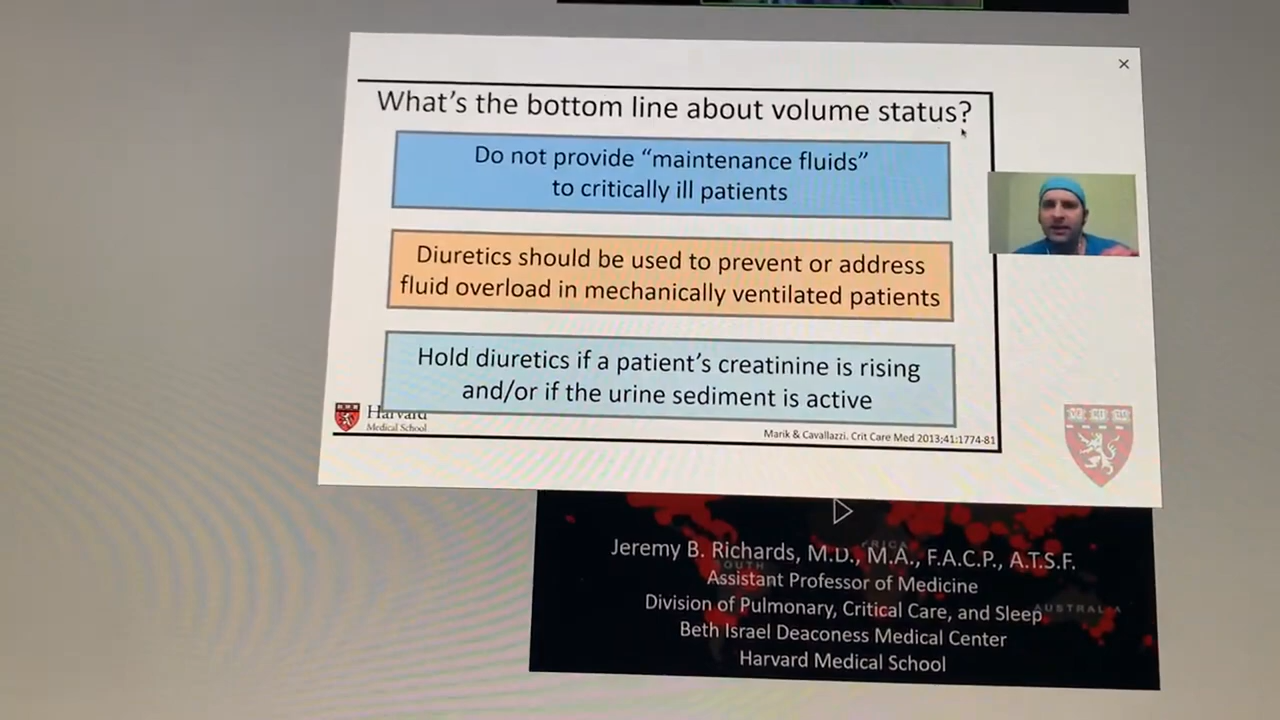 What's the bottom line about volume status?
Do not provide “maintenance fluids”
to critically ill patients
Diuretics should be used to prevent or address
fluid overload in mechanically ventilated patients
Hold diuretics if a patient's creatinine is rising
and/or if the urine sediment is active
Harvard
Medical School
Marik & Cavallazzi. Crit Care Med 2013;41:1774-81
Jeremy B. Richards, M.D., M.A., F.A.C.P., A.T.S.F.
SOUTH
Assistant Professor of Medicine
Division of Pulmonary, Critical Care, and Sleep
AUSTRALIA
Beth Israel Deaconess Medical Center
Harvard Medical School